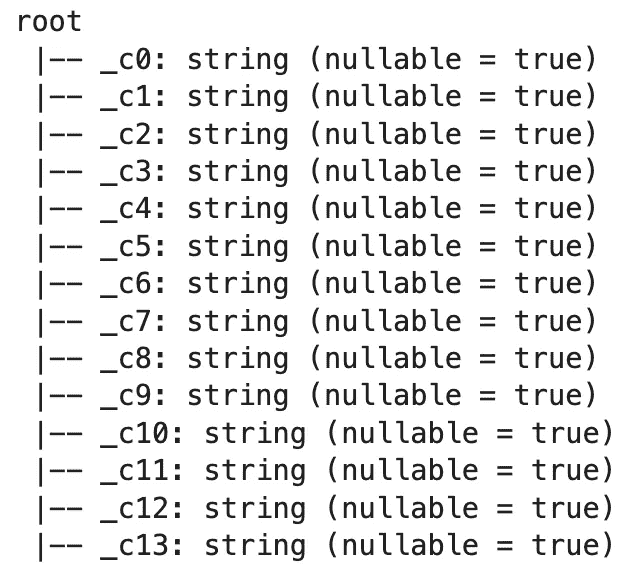 root
 |-- _c0: string (nullable = true)
 |-- _c1: string (nullable = true)
 |-- _c2: string (nullable = true)
 |-- _c3: string (nullable = true)
 |-- _c4: string (nullable = true)
 |-- _c5: string (nullable = true)
 |-- _c6: string (nullable = true)
 |-- _c7: string (nullable = true)
 |-- _c8: string (nullable = true)
 |-- _c9: string (nullable = true)
 |-- _c10: string (nullable = true)
 |-- _c11: string (nullable = true)
 |-- _c12: string (nullable = true)
 |-- _c13: string (nullable = true)